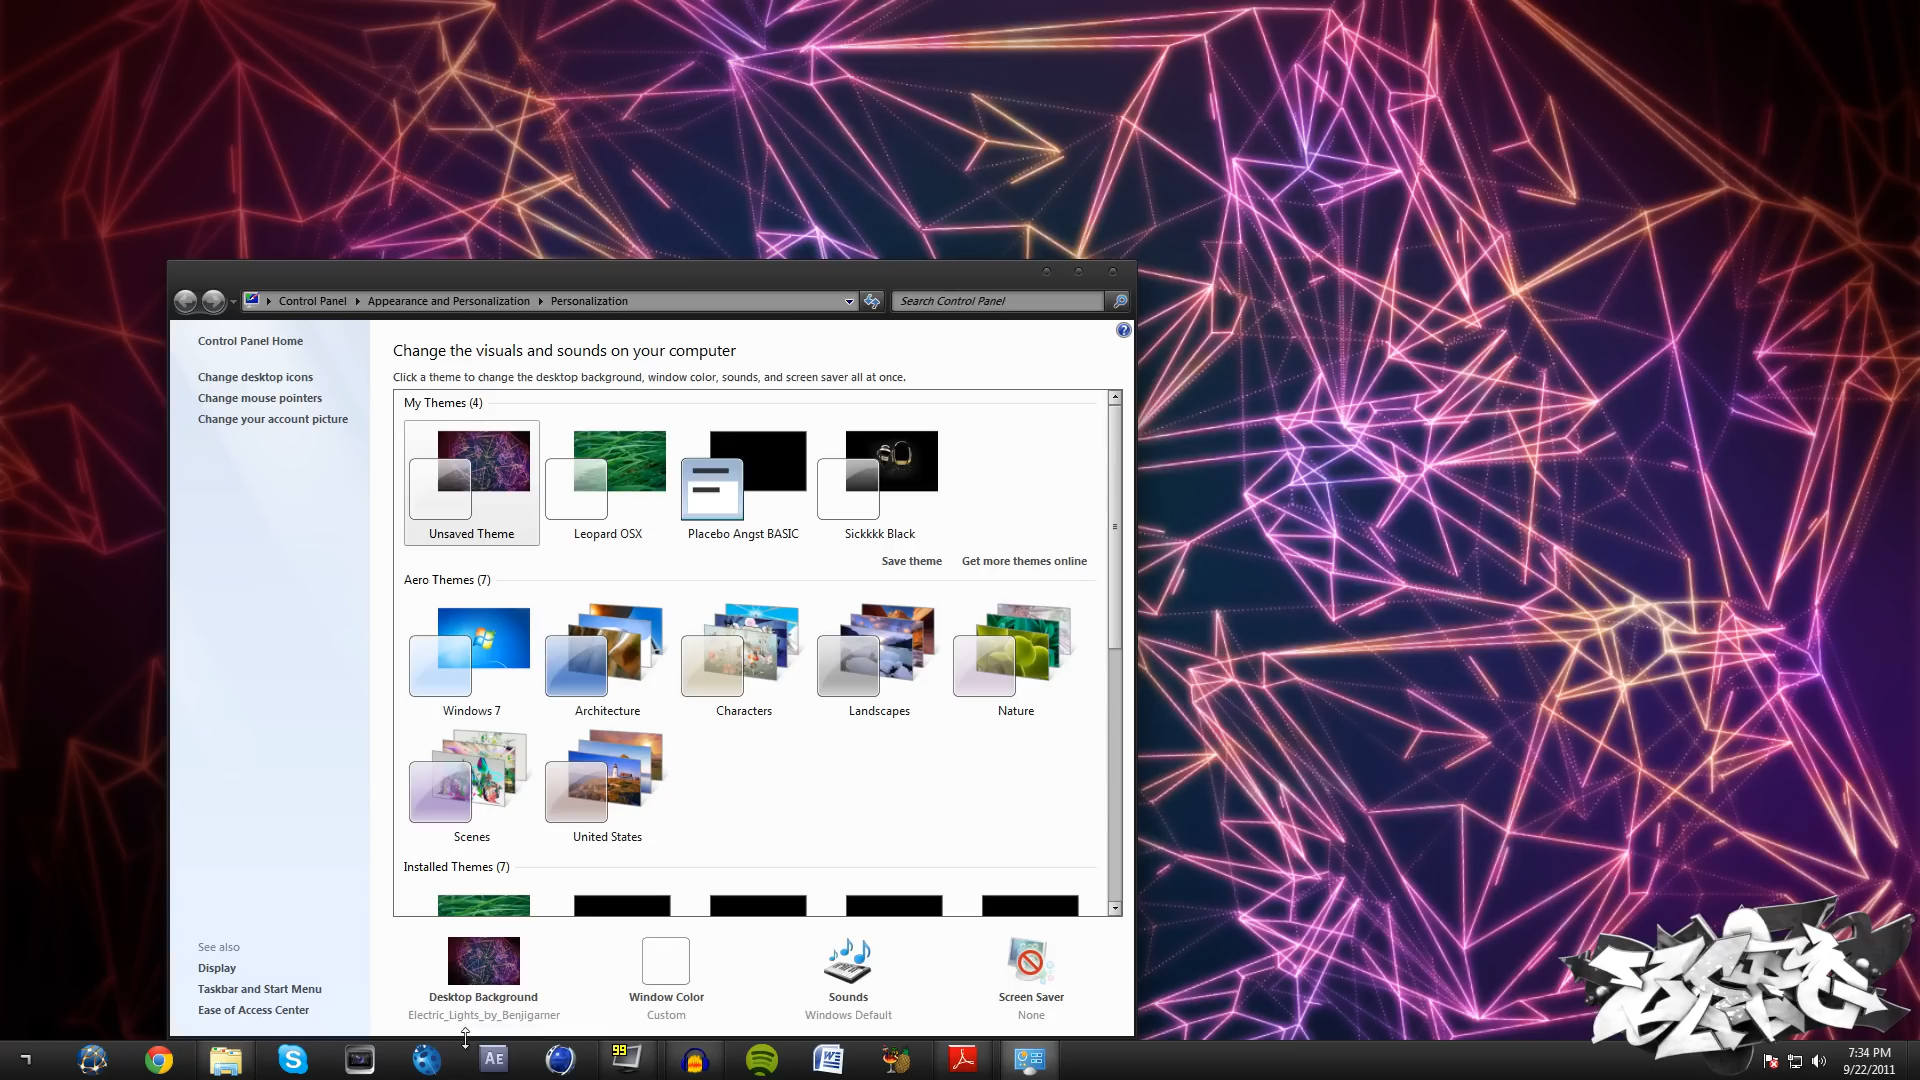 Control Panel Appearance and Personalization Personalization Search Control Panel
Control Panel Home
Change desktop icons
Change mouse pointers
Change your account picture
Change the visuals and sounds on your computer
Click a theme to change the desktop background, window color, sounds, and screen saver all at once.
My Themes (4)
Unsaved Theme Leopard OSX Placebo Angst BASIC Sickkkk Black
Save theme Get more themes online
Aero Themes (7)
Windows 7 Architecture Characters Landscapes Nature
Scenes United States
Installed Themes (7)
See also
Display
Taskbar and Start Menu
Ease of Access Center
Desktop Background Window Color Sounds Screen Saver
Electric_Lights_by_Benjigarner Custom Windows Default None
AE
99
7:34 PM
9/22/2011